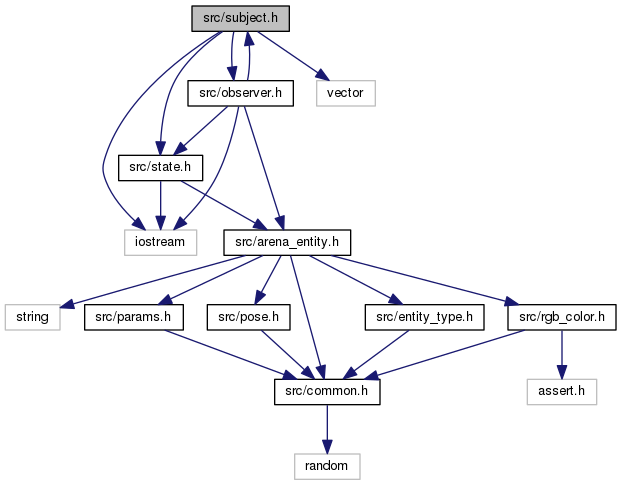 src/subject.h
src/observer.h
vector
src/state.h
iostream
src/arena_entity.h
string
src/params.h
src/pose.h
src/entity_type.h
src/rgb_color.h
src/common.h
assert.h
random